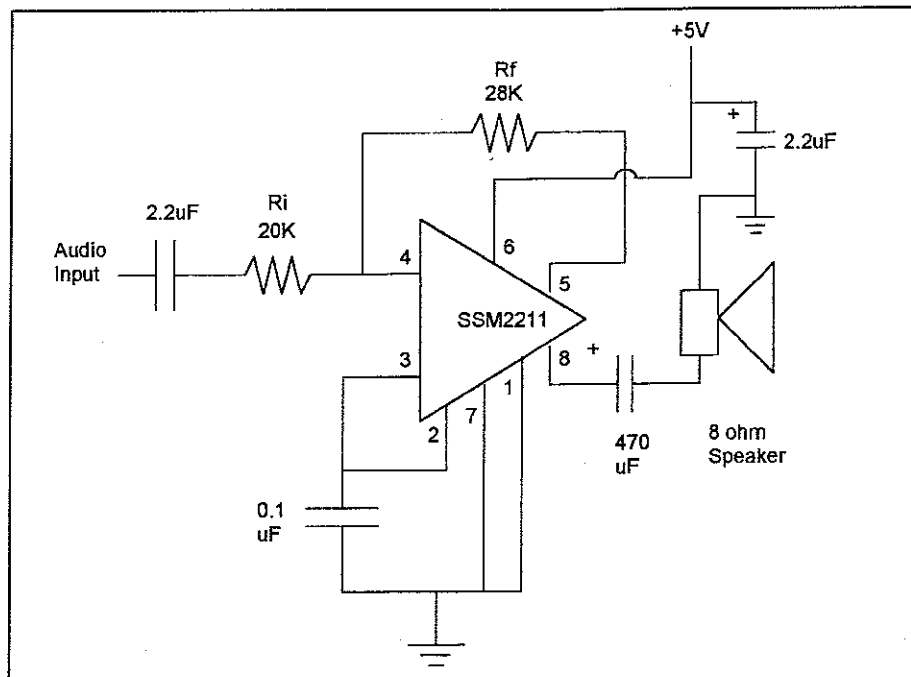 +5V
Rf
28K
+
2.2uF
2.2uF
Ri
20K
Audio
Input
4
6
5
SSM2211
+
8
3
1
7
2
470
uF
8 ohm
Speaker
0.1
uF